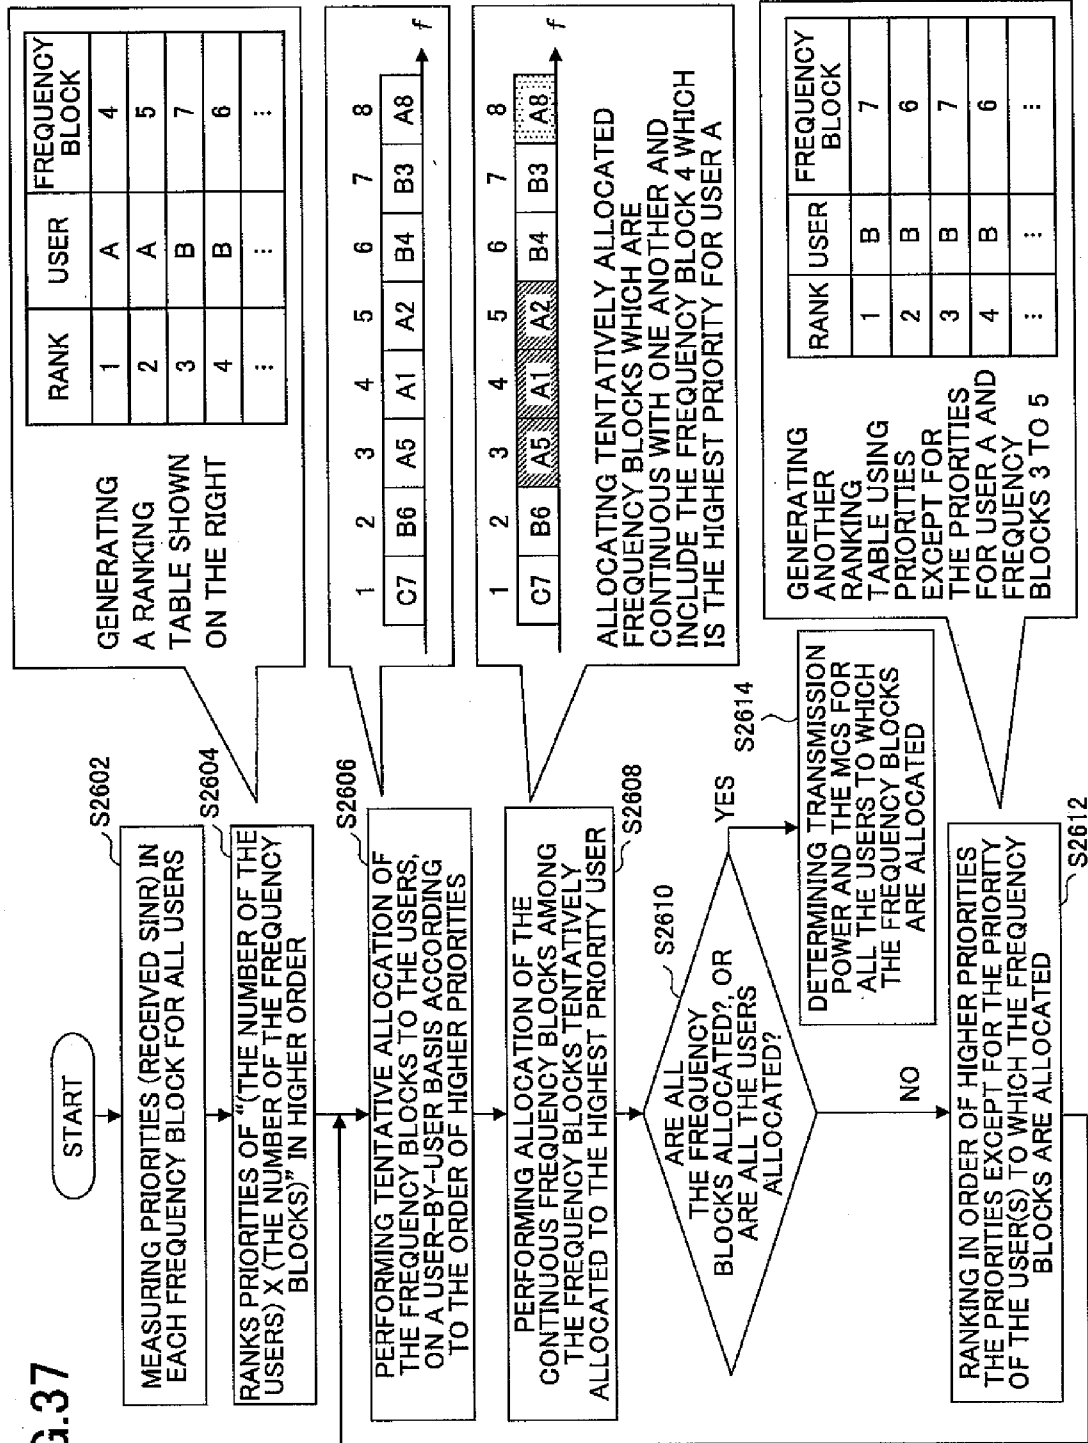 G.37
START
S2602
MEASURING PRIORITIES (RECEIVED SINR) IN
EACH FREQUENCY BLOCK FOR ALL USERS
S2604
RANKS PRIORITIES OF "(THE NUMBER OF THE
USERS) X (THE NUMBER OF THE FREQUENCY
BLOCKS)" IN HIGHER ORDER
S2606
PERFORMING TENTATIVE ALLOCATION OF
THE FREQUENCY BLOCKS TO THE USERS,
ON A USER-BY-USER BASIS ACCORDING
TO THE ORDER OF HIGHER PRIORITIES
S2608
PERFORMING ALLOCATION OF THE
CONTINUOUS FREQUENCY BLOCKS AMONG
THE FREQUENCY BLOCKS TENTATIVELY
ALLOCATED TO THE HIGHEST PRIORITY USER
S2610
ARE ALL
THE FREQUENCY
BLOCKS ALLOCATED?, OR
ARE ALL THE USERS
ALLOCATED?
YES
NO
S2614
DETERMINING TRANSMISSION
POWER AND THE MCS FOR
ALL THE USERS TO WHICH
THE FREQUENCY BLOCKS
ARE ALLOCATED
RANKING IN ORDER OF HIGHER PRIORITIES
THE PRIORITIES EXCEPT FOR THE PRIORITY
OF THE USER(S) TO WHICH THE FREQUENCY
BLOCKS ARE ALLOCATED
S2612
GENERATING
A RANKING
TABLE SHOWN
ON THE RIGHT
RANK USER FREQUENCY BLOCK
1 A 4
2 A 5
3 B 7
4 B 6
⋮ ⋮ ⋮
1 2 3 4 5 6 7 8
C7 B6 A5 A1 A2 B4 B3 A8
f
1 2 3 4 5 6 7 8
C7 B6 A5 A1 A2 B4 B3 A8
f
ALLOCATING TENTATIVELY ALLOCATED
FREQUENCY BLOCKS WHICH ARE
CONTINUOUS WITH ONE ANOTHER AND
INCLUDE THE FREQUENCY BLOCK 4 WHICH
IS THE HIGHEST PRIORITY FOR USER A
GENERATING
ANOTHER
RANKING
TABLE USING
PRIORITIES
EXCEPT FOR
THE PRIORITIES
FOR USER A AND
FREQUENCY
BLOCKS 3 TO 5
RANK USER FREQUENCY BLOCK
1 B 7
2 B 6
3 B 7
4 B 6
⋮ ⋮ ⋮